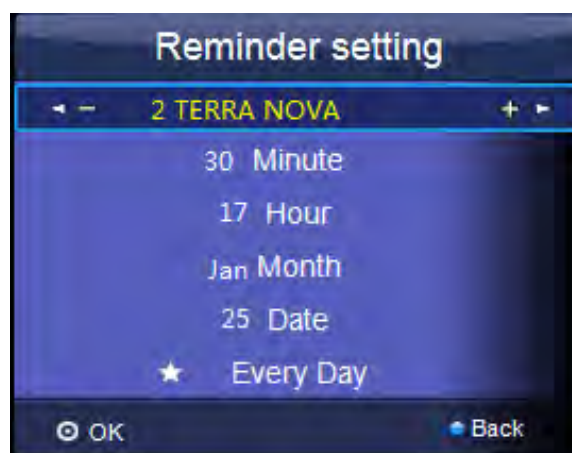 Reminder setting
− 2 TERRA NOVA +
30 Minute
17 Hour
Jan Month
25 Date
★ Every Day
OK Back